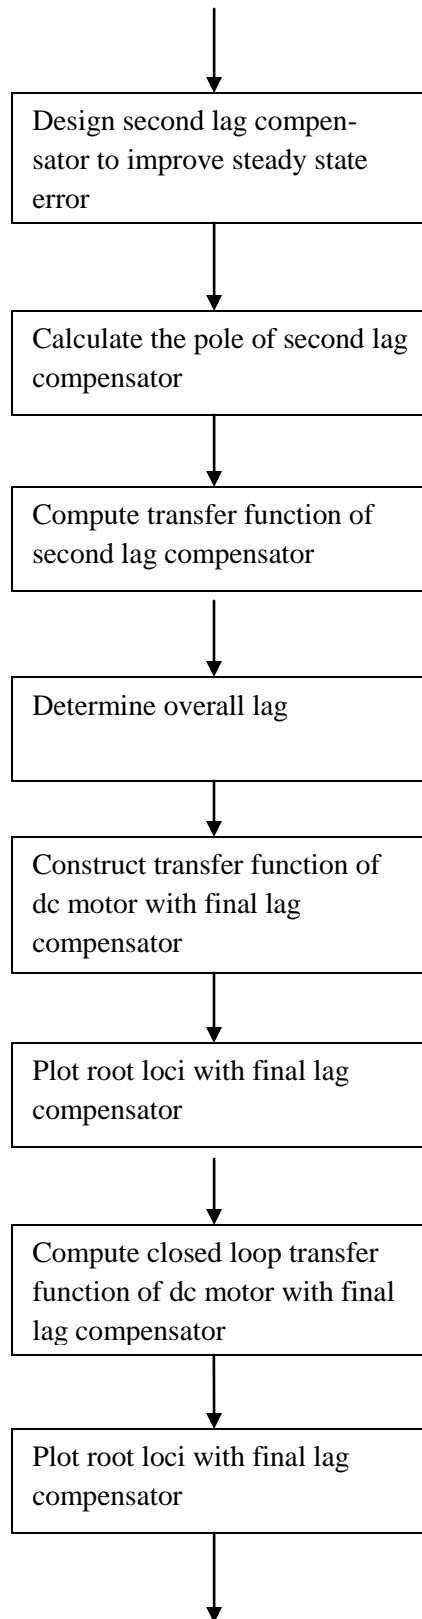 Design second lag compen-
sator to improve steady state
error
Calculate the pole of second lag
compensator
Compute transfer function of
second lag compensator
Determine overall lag
Construct transfer function of
dc motor with final lag
compensator
Plot root loci with final lag
compensator
Compute closed loop transfer
function of dc motor with final
lag compensator
Plot root loci with final lag
compensator